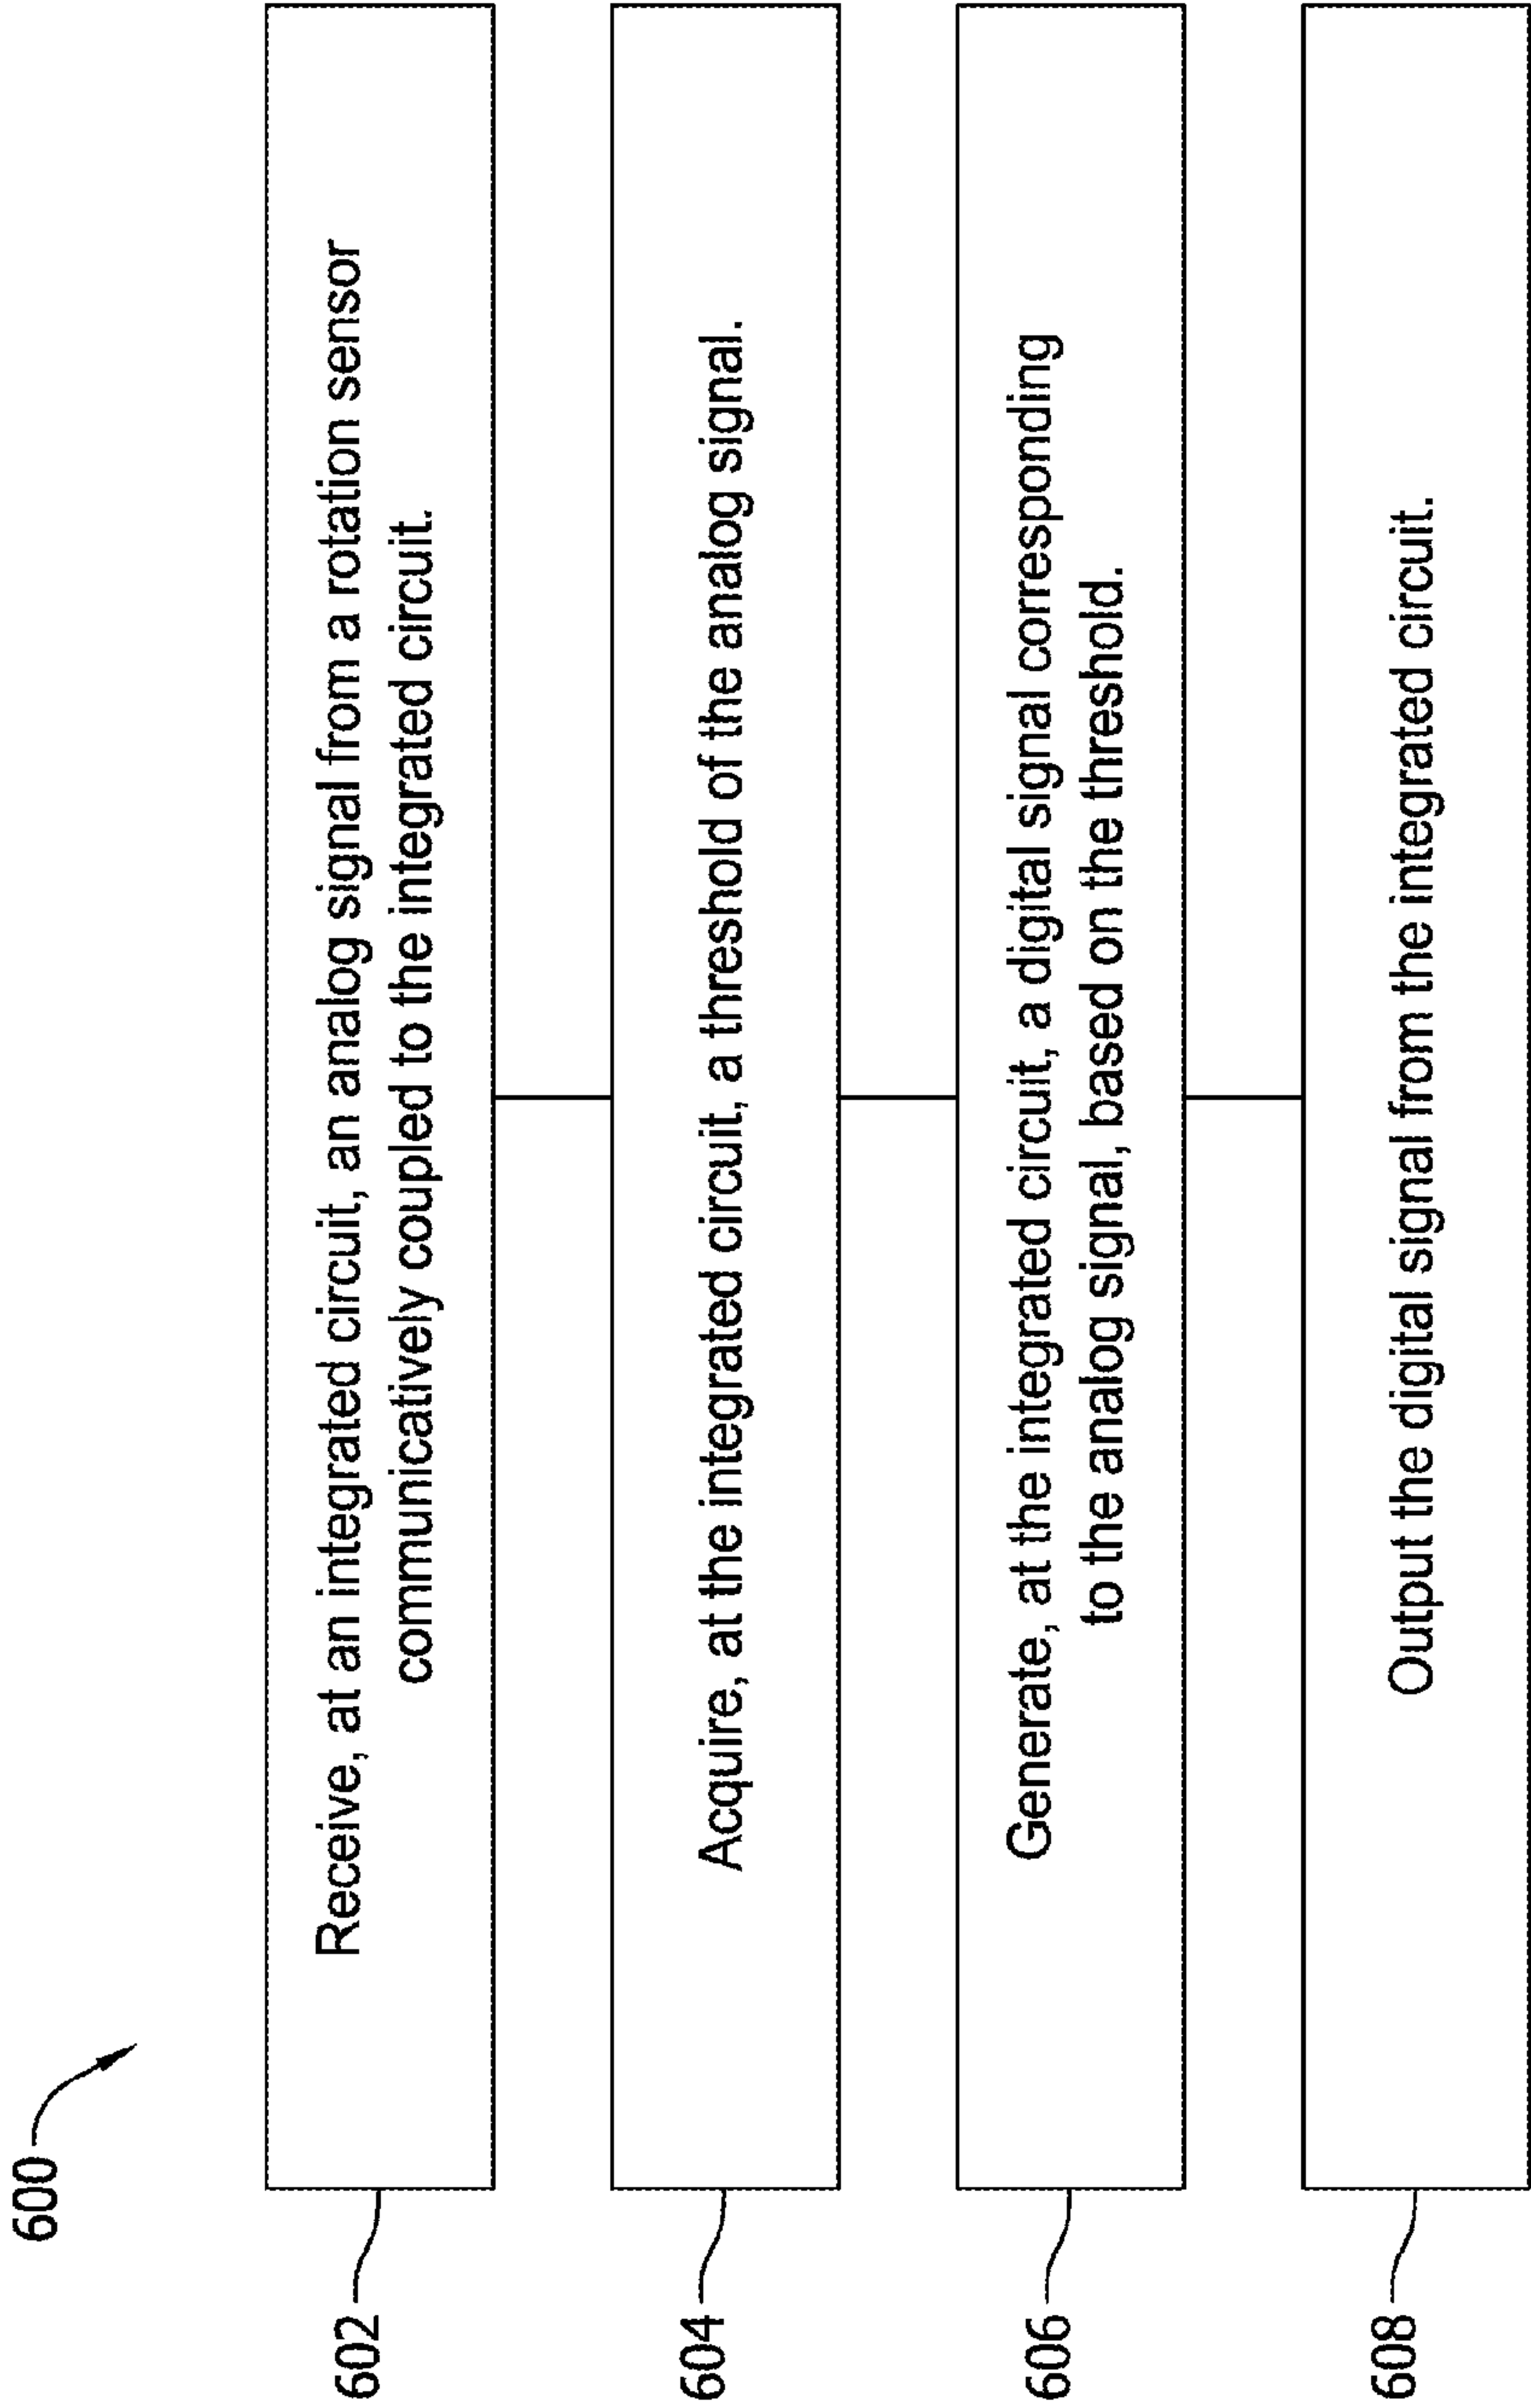 600
602
Receive, at an integrated circuit, an analog signal from a rotation sensor
communicatively coupled to the integrated circuit.
604
Acquire, at the integrated circuit, a threshold of the analog signal.
606
Generate, at the integrated circuit, a digital signal corresponding
to the analog signal, based on the threshold.
608
Output the digital signal from the integrated circuit.